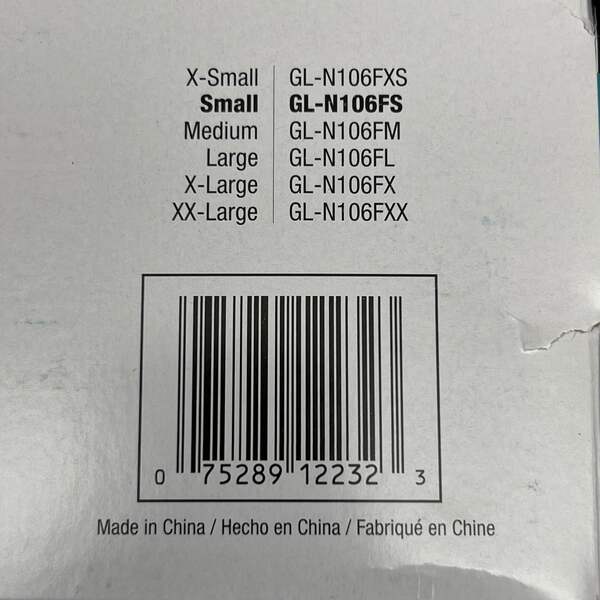 X-Small GL-N106FXS
Small GL-N106FS
Medium GL-N106FM
Large GL-N106FL
X-Large GL-N106FX
XX-Large GL-N106FXX
0 75289 12232 3
Made in China / Hecho en China / Fabriqué en Chine